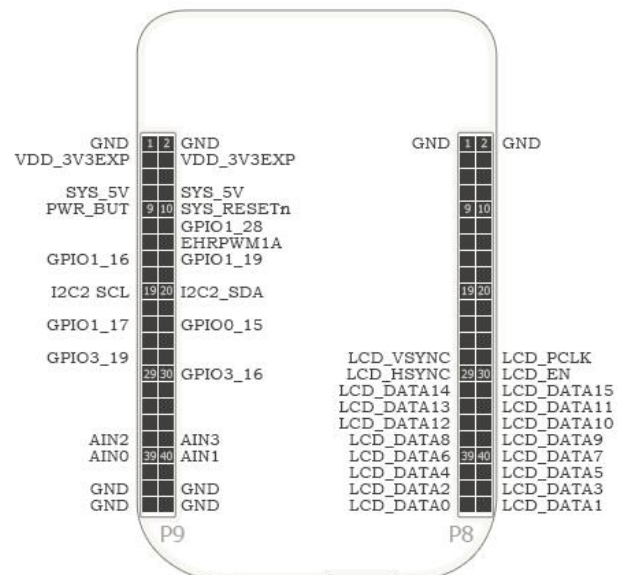 GND 1 2 GND GND 1 2 GND
VDD_3V3EXP VDD_3V3EXP
SYS_5V SYS_5V
PWR_BUT 9 10 SYS_RESETn 9 10
GPIO1_28
EHRPWM1A
GPIO1_16 GPIO1_19
I2C2 SCL 19 20 I2C2_SDA 19 20
GPIO1_17 GPIO0_15
GPIO3_19 LCD_VSYNC LCD_PCLK
29 30 GPIO3_16 LCD_HSYNC 29 30 LCD_EN
LCD_DATA14 LCD_DATA15
LCD_DATA13 LCD_DATA11
LCD_DATA12 LCD_DATA10
AIN2 AIN3 LCD_DATA8 LCD_DATA9
AIN0 39 40 AIN1 LCD_DATA6 39 40 LCD_DATA7
LCD_DATA4 LCD_DATA5
GND GND LCD_DATA2 LCD_DATA3
GND GND LCD_DATA0 LCD_DATA1
P9 P8